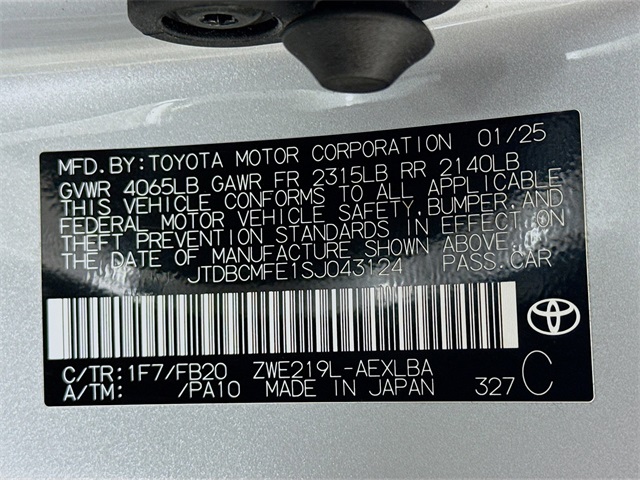 MFD. BY: TOYOTA MOTOR CORPORATION 01/25
GVWR 4065LB GAWR FR 2315LB RR 2140LB
THIS VEHICLE CONFORMS TO ALL APPLICABLE
FEDERAL MOTOR VEHICLE SAFETY, BUMPER, AND
THEFT PREVENTION STANDARDS IN EFFECT ON
THE DATE OF MANUFACTURE SHOWN ABOVE.
JTDBCMFE1SJ043124 PASS. CAR
C/TR: 1F7/FB20 ZWE219L-AEXLBA
A/TM: /PA10 MADE IN JAPAN 327 C